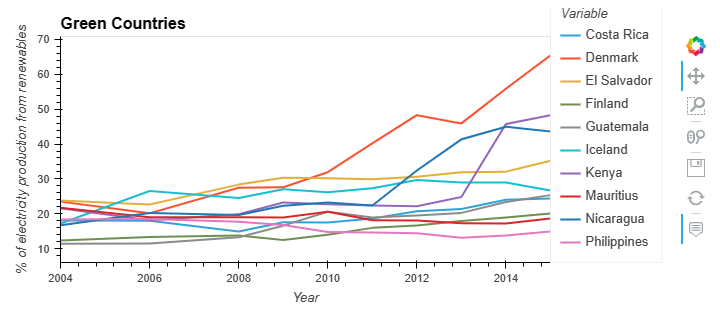 Green Countries
Variable
Costa Rica
Denmark
El Salvador
Finland
Guatemala
Iceland
Kenya
Mauritius
Nicaragua
Philippines
% of electricity production from renewables
70
60
50
40
30
20
10
2004
2006
2008
2010
2012
2014
Year